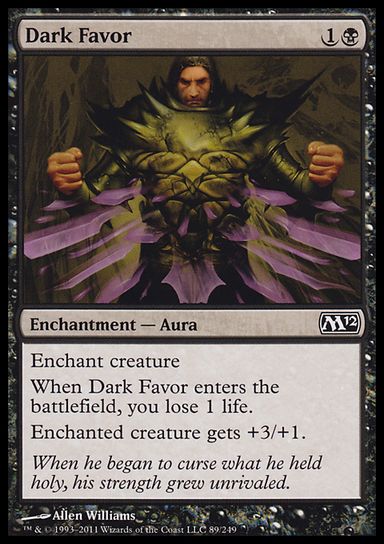 Dark Favor 1
Enchantment — Aura M12
Enchant creature
When Dark Favor enters the
battlefield, you lose 1 life.
Enchanted creature gets +3/+1.
When he began to curse what he held
holy, his strength grew unrivaled.
Allen Williams
™ & © 1993–2011 Wizards of the Coast LLC 89/249